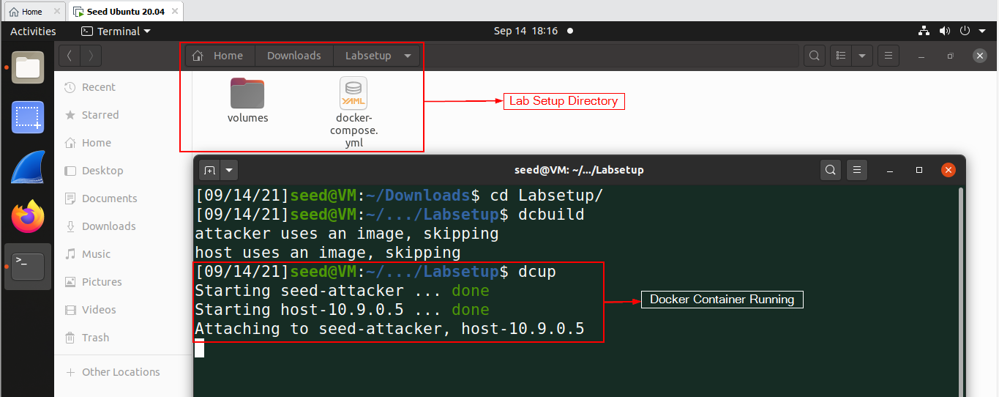 Home
Seed Ubuntu 20.04
Activities
Terminal
Sep 14 18:16
Home
Downloads
Labsetup
Recent
Starred
Home
Desktop
Documents
Downloads
Music
Pictures
Videos
Trash
Other Locations
volumes
YAML
docker-
compose.
yml
Lab Setup Directory
seed@VM: ~/.../Labsetup
[09/14/21]seed@VM:~/Downloads$ cd Labsetup/
[09/14/21]seed@VM:~/.../Labsetup$ dcbuild
attacker uses an image, skipping
host uses an image, skipping
[09/14/21]seed@VM:~/.../Labsetup$ dcup
Starting seed-attacker ... done
Starting host-10.9.0.5 ... done
Attaching to seed-attacker, host-10.9.0.5
Docker Container Running